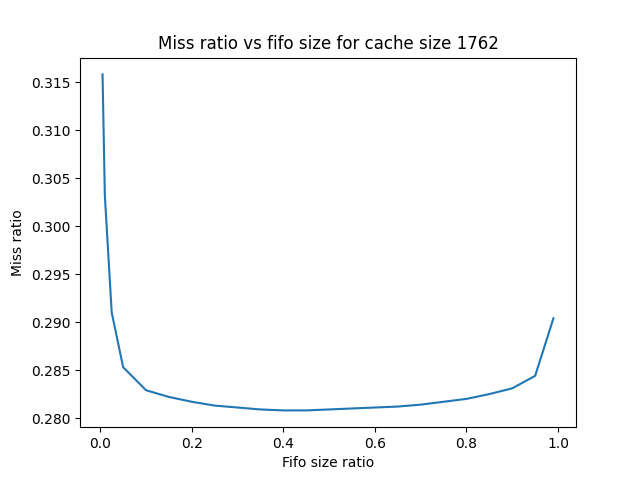 Miss ratio vs fifo size for cache size 1762
0.315
0.310
0.305
0.300
0.295
0.290
0.285
0.280
Miss ratio
0.0 0.2 0.4 0.6 0.8 1.0
Fifo size ratio